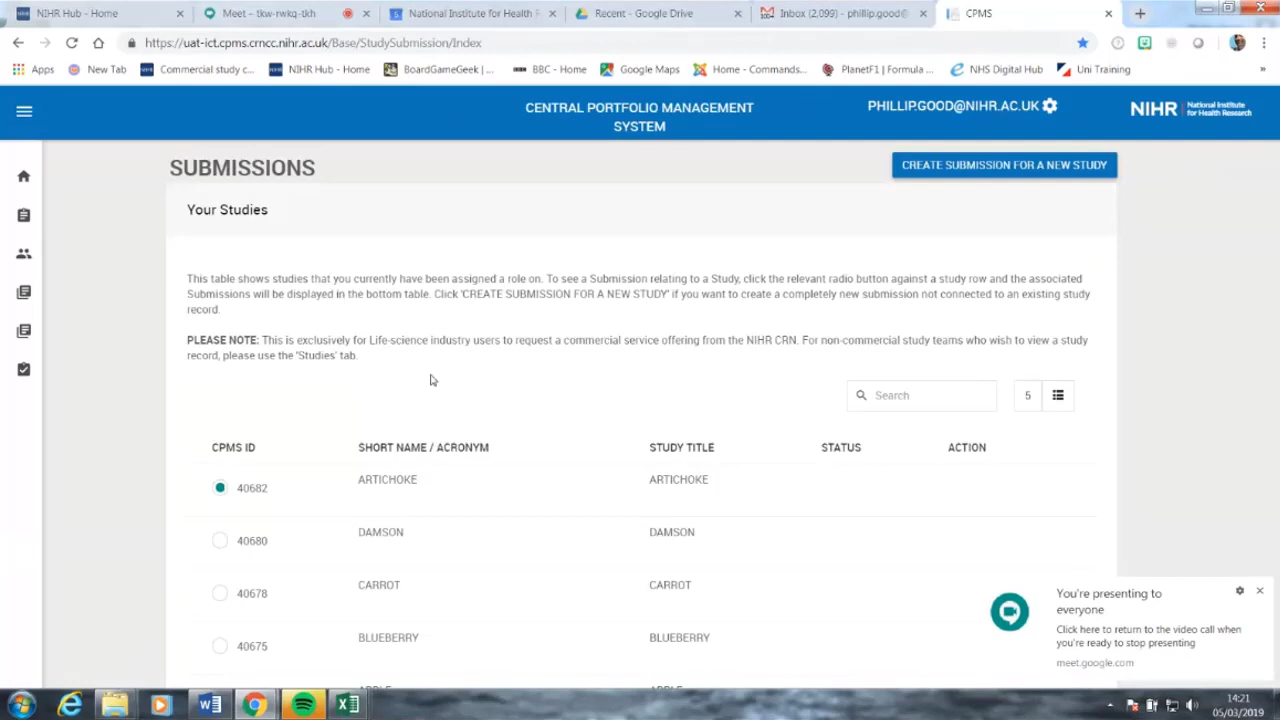 NIHR Hub - Home
Meet – tkw-rwkq-tkh
National Institute for Health F
Recent - Google Drive
Inbox (2,099) - phillip.good@
CPMS
https://uat-ict.cpms.crncc.nihr.ac.uk/Base/StudySubmission/Index
Apps
New Tab
Commercial study c...
NIHR Hub - Home
BoardGameGeek | ...
BBC - Home
Google Maps
Home - Commands...
PlanetF1 | Formula ...
NHS Digital Hub
Uni Training
CENTRAL PORTFOLIO MANAGEMENT
SYSTEM
PHILLIP.GOOD@NIHR.AC.UK
NIHR | National Institute
for Health Research
SUBMISSIONS
CREATE SUBMISSION FOR A NEW STUDY
Your Studies
This table shows studies that you currently have been assigned a role on. To see a Submission relating to a Study, click the relevant radio button against a study row and the associated
Submissions will be displayed in the bottom table. Click 'CREATE SUBMISSION FOR A NEW STUDY' if you want to create a completely new submission not connected to an existing study
record.
PLEASE NOTE: This is exclusively for Life-science industry users to request a commercial service offering from the NIHR CRN. For non-commercial study teams who wish to view a study
record, please use the 'Studies' tab.
Search
5
CPMS ID SHORT NAME / ACRONYM STUDY TITLE STATUS ACTION
40682 ARTICHOKE ARTICHOKE
40680 DAMSON DAMSON
40678 CARROT CARROT
40675 BLUEBERRY BLUEBERRY
You're presenting to
everyone
Click here to return to the video call when
you're ready to stop presenting
meet.google.com
14:21
05/03/2019